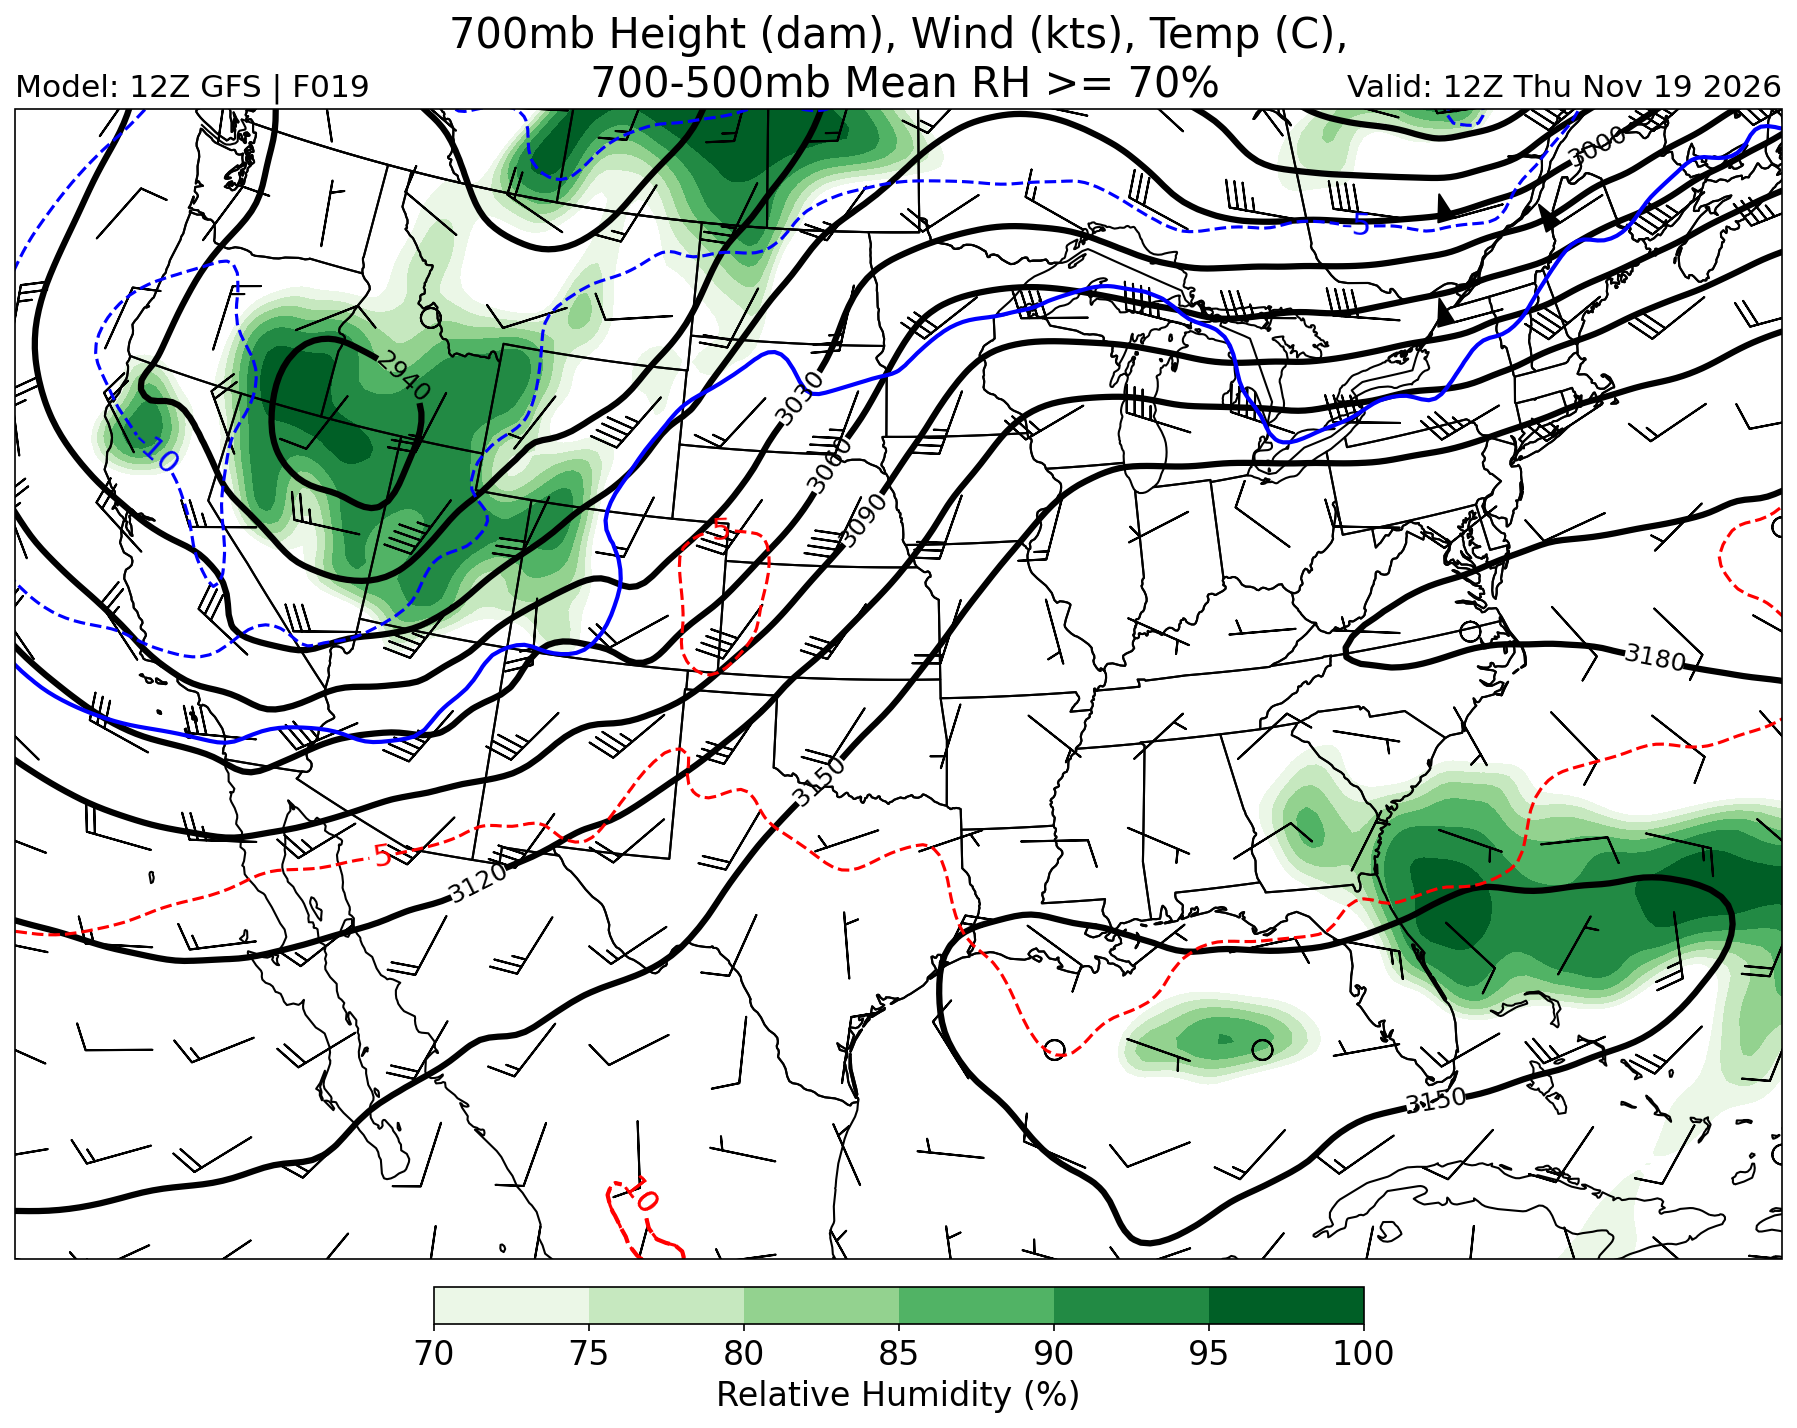 700mb Height (dam), Wind (kts), Temp (C),
700-500mb Mean RH >= 70%
Model: 12Z GFS | F019
Valid: 12Z Thu Nov 19 2026
3000
5
2940
3030
10
3060
3090
5
3180
3150
5
3120
3150
10
70 75 80 85 90 95 100
Relative Humidity (%)